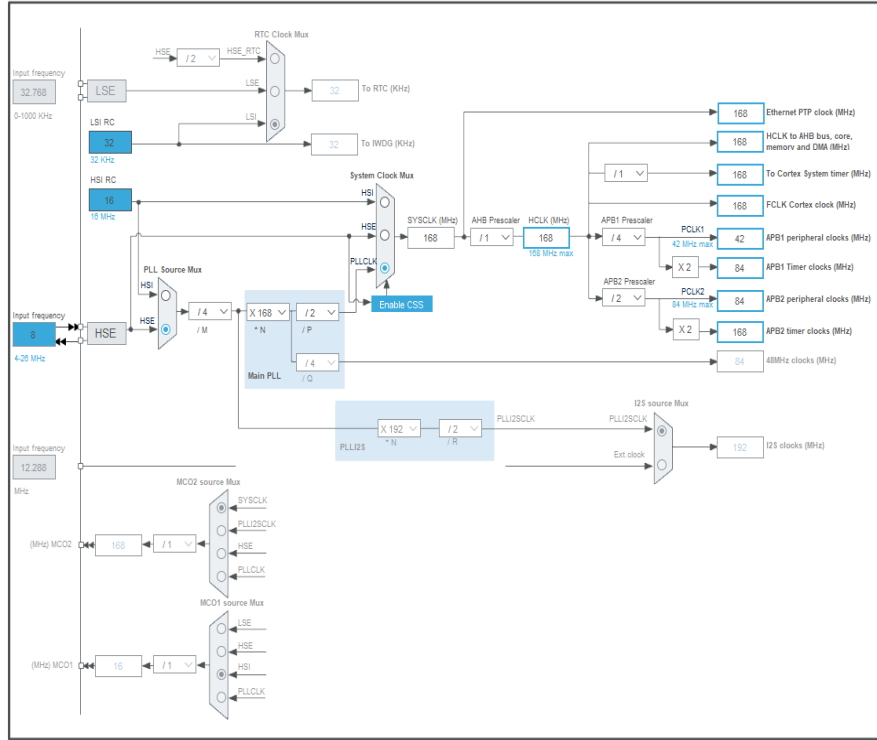 RTC Clock Mux
HSE
/ 2
HSE_RTC
Input frequency
32.768
0-1000 KHz
LSE
LSE
32
To RTC (KHz)
LSI RC
32
32 KHz
LSI
32
To IWDG (KHz)
HSI RC
16
16 MHz
System Clock Mux
HSI
HSE
PLLCLK
Enable CSS
SYSCLK (MHz)
168
AHB Prescaler
/ 1
HCLK (MHz)
168
168 MHz max
168
Ethernet PTP clock (MHz)
168
HCLK to AHB bus, core,
memory and DMA (MHz)
/ 1
168
To Cortex System timer (MHz)
168
FCLK Cortex clock (MHz)
APB1 Prescaler
/ 4
PCLK1
42 MHz max
42
APB1 peripheral clocks (MHz)
X 2
84
APB1 Timer clocks (MHz)
APB2 Prescaler
/ 2
PCLK2
84 MHz max
84
APB2 peripheral clocks (MHz)
X 2
168
APB2 timer clocks (MHz)
PLL Source Mux
HSI
HSE
Input frequency
8
4-26 MHz
HSE
/ 4
/ M
X 168
* N
/ 2
/ P
/ 4
/ Q
Main PLL
84
48MHz clocks (MHz)
X 192
* N
/ 2
/ R
PLLI2S
PLLI2SCLK
I2S source Mux
PLLI2SCLK
Ext clock
192
I2S clocks (MHz)
Input frequency
12.288
MHz
MCO2 source Mux
SYSCLK
PLLI2SCLK
HSE
PLLCLK
(MHz) MCO2
168
/ 1
MCO1 source Mux
LSE
HSE
HSI
PLLCLK
(MHz) MCO1
16
/ 1